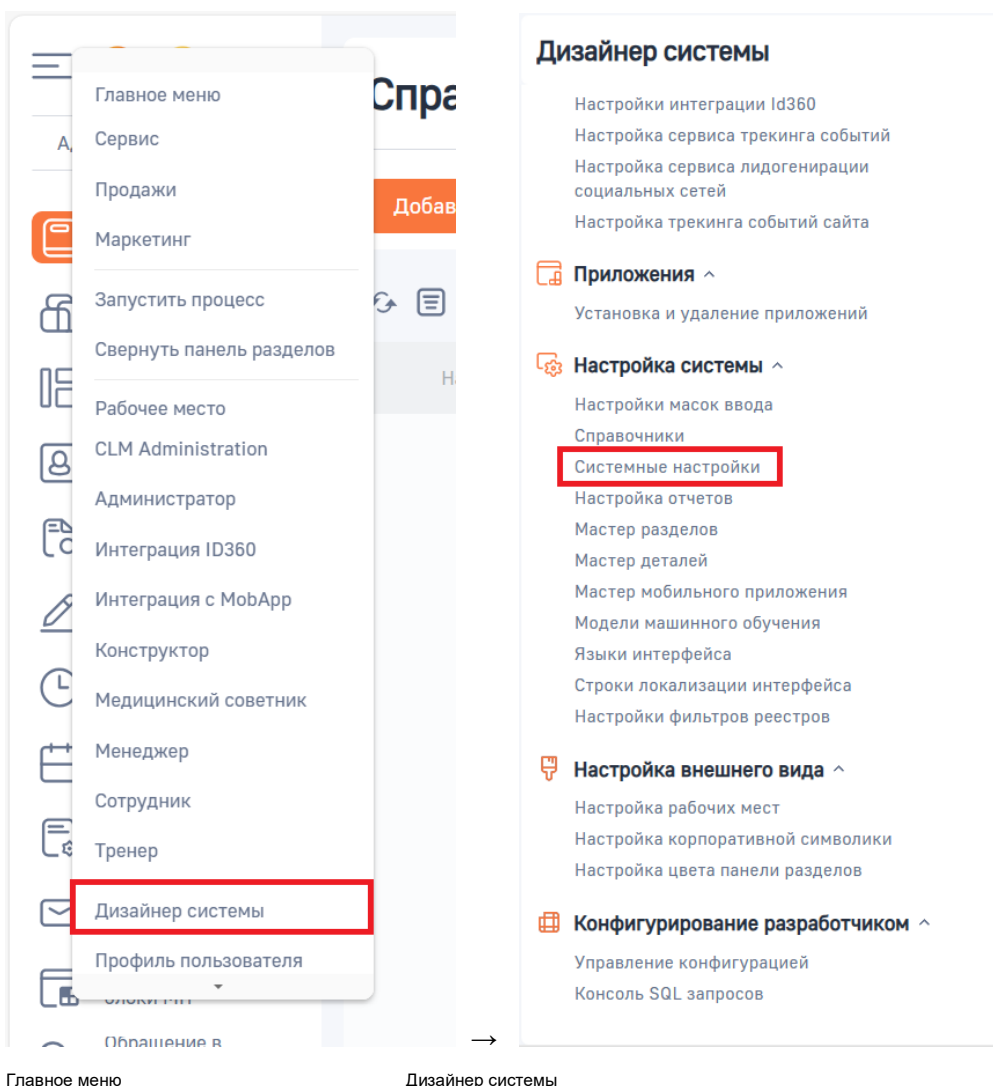 Спра
А
Добав
На
Главное меню
Сервис
Продажи
Маркетинг
Запустить процесс
Свернуть панель разделов
Рабочее место
CLM Administration
Администратор
Интеграция ID360
Интеграция с MobApp
Конструктор
Медицинский советник
Менеджер
Сотрудник
Тренер
Дизайнер системы
Профиль пользователя
Обращение в
→
Дизайнер системы
Настройки интеграции Id360
Настройка сервиса трекинга событий
Настройка сервиса лидогенирации
социальных сетей
Настройка трекинга событий сайта
Приложения
Установка и удаление приложений
Настройка системы
Настройки масок ввода
Справочники
Системные настройки
Настройка отчетов
Мастер разделов
Мастер деталей
Мастер мобильного приложения
Модели машинного обучения
Языки интерфейса
Строки локализации интерфейса
Настройки фильтров реестров
Настройка внешнего вида
Настройка рабочих мест
Настройка корпоративной символики
Настройка цвета панели разделов
Конфигурирование разработчиком
Управление конфигурацией
Консоль SQL запросов
Главное меню
Дизайнер системы